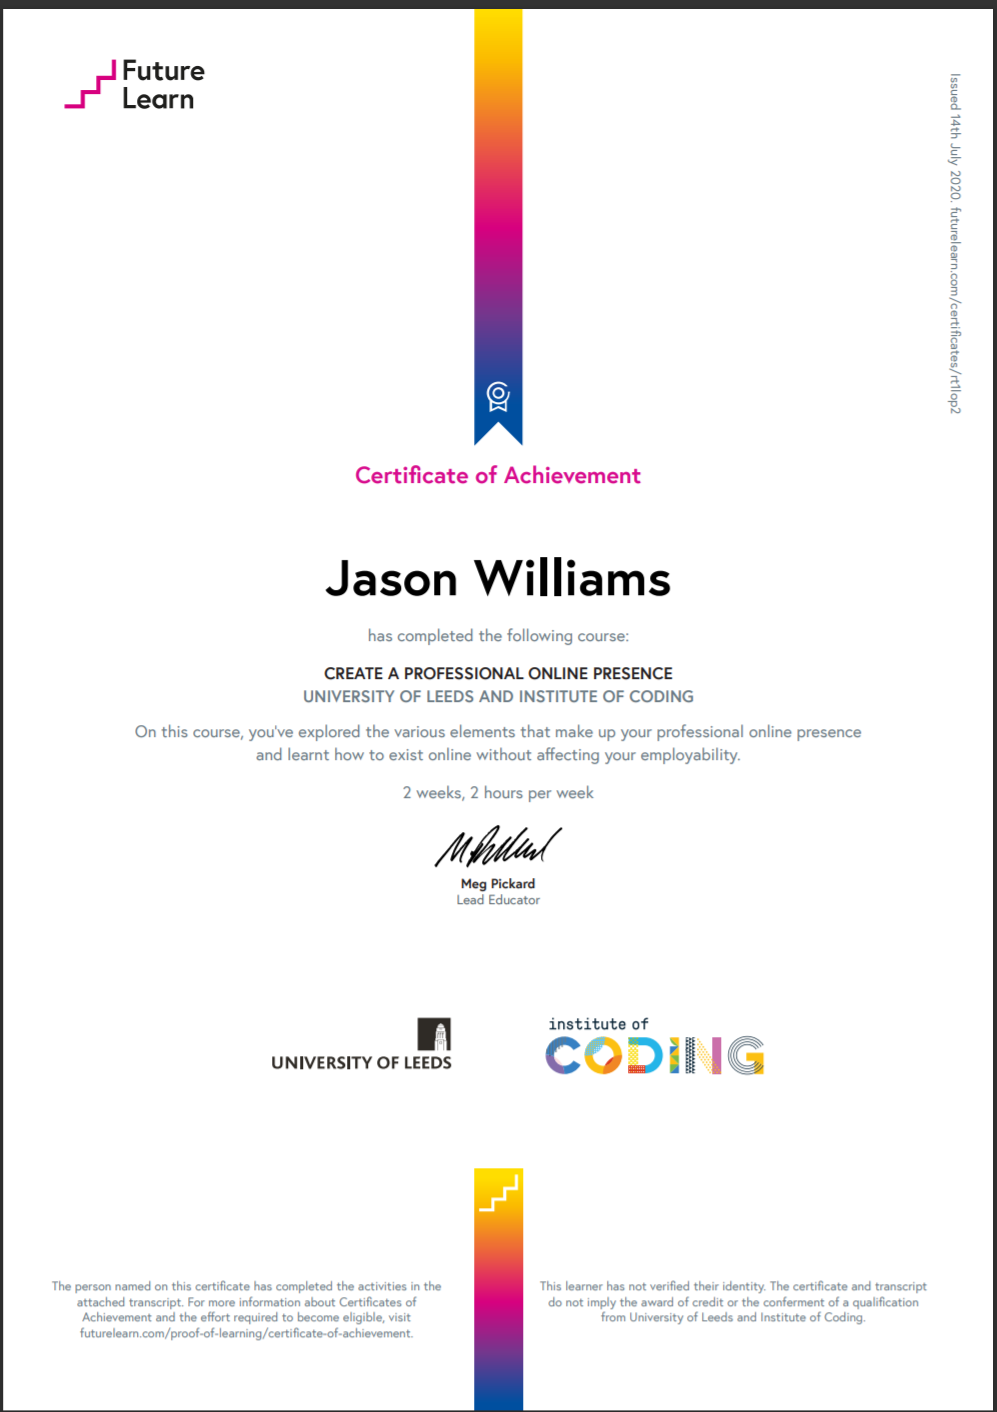 Future
Learn
Issued 14th July 2020. futurelearn.com/certificates/rt1lop2
Certificate of Achievement
Jason Williams
has completed the following course:
CREATE A PROFESSIONAL ONLINE PRESENCE
UNIVERSITY OF LEEDS AND INSTITUTE OF CODING
On this course, you've explored the various elements that make up your professional online presence
and learnt how to exist online without affecting your employability.
2 weeks, 2 hours per week
Meg Pickard
Lead Educator
UNIVERSITY OF LEEDS
institute of
CODING
The person named on this certificate has completed the activities in the
attached transcript. For more information about Certificates of
Achievement and the effort required to become eligible, visit
futurelearn.com/proof-of-learning/certificate-of-achievement.
This learner has not verified their identity. The certificate and transcript
do not imply the award of credit or the conferment of a qualification
from University of Leeds and Institute of Coding.